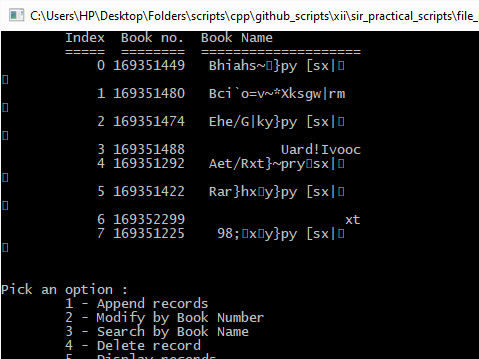 C:\Users\HP\Desktop\Folders\scripts\cpp\github_scripts\xii\sir_practical_scripts\file_
Index Book no. Book Name
===== ======== ====================
0 169351449 Bhiahs~▯}py [sx|▯
▯
1 169351480 Bci`o=v~*Xksgw|rm
2 169351474 Ehe/G|ky}py [sx|▯
▯
3 169351488 Uard!Ivooc
4 169351292 Aet/Rxt}~pry▯sx|▯
▯
5 169351422 Rar}hx▯y}py [sx|▯
▯
6 169352299 xt
7 169351225 98;▯x▯y}py [sx|▯
▯
Pick an option :
1 - Append records
2 - Modify by Book Number
3 - Search by Book Name
4 - Delete record
5 - Display records